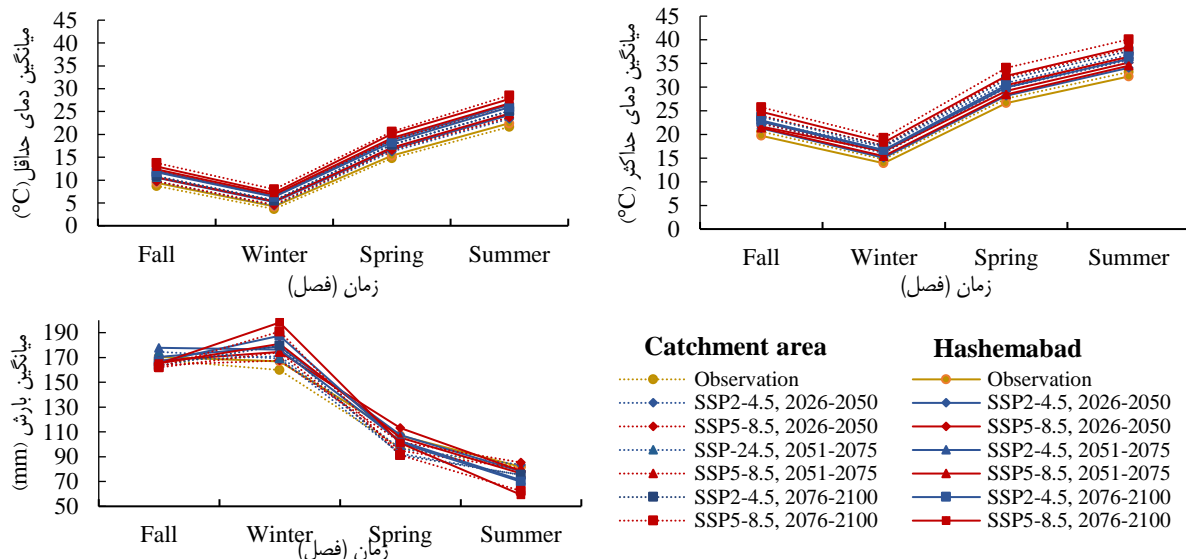 میانگین دمای حداقل (°C)
45
40
35
30
25
20
15
10
5
0
Fall Winter Spring Summer
زمان (فصل)
میانگین دمای حداکثر (°C)
45
40
35
30
25
20
15
10
5
0
Fall Winter Spring Summer
زمان (فصل)
میانگین بارش (mm)
190
170
150
130
110
90
70
50
Fall Winter Spring Summer
زمان (فصل)
Catchment area
Observation
SSP2-4.5, 2026-2050
SSP5-8.5, 2026-2050
SSP-24.5, 2051-2075
SSP5-8.5, 2051-2075
SSP2-4.5, 2076-2100
SSP5-8.5, 2076-2100
Hashemabad
Observation
SSP2-4.5, 2026-2050
SSP5-8.5, 2026-2050
SSP2-4.5, 2051-2075
SSP5-8.5, 2051-2075
SSP2-4.5, 2076-2100
SSP5-8.5, 2076-2100